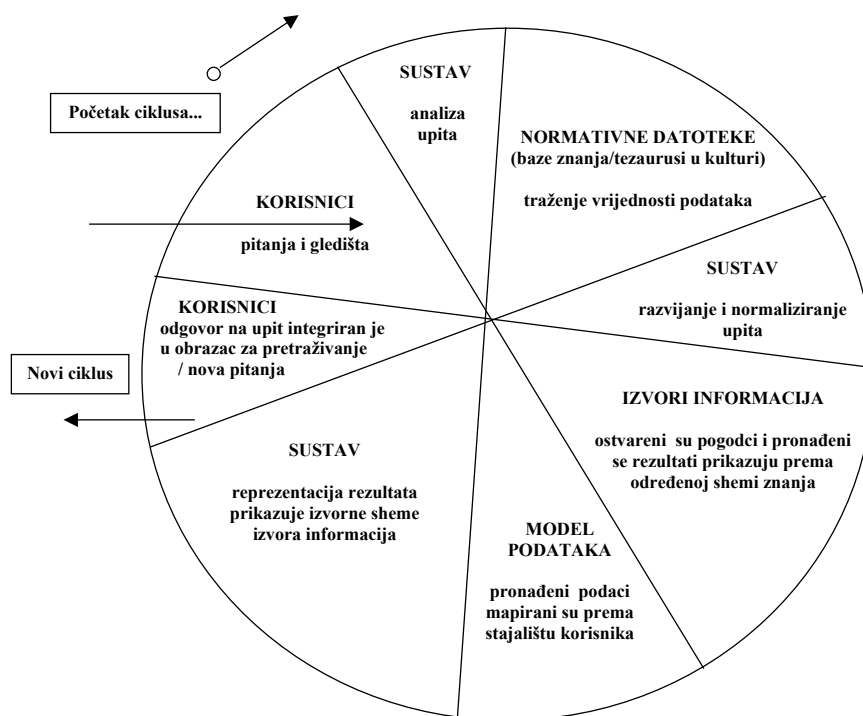 Početak ciklusa...
KORISNICI
pitanja i gledišta
SUSTAV
analiza
upita
NORMATIVNE DATOTEKE
(baze znanja/tezaurusi u kulturi)
traženje vrijednosti podataka
SUSTAV
razvijanje i normaliziranje
upita
IZVORI INFORMACIJA
ostvareni su pogodci i pronađeni
se rezultati prikazuju prema
određenoj shemi znanja
MODEL
PODATAKA
pronađeni podaci
mapirani su prema
stajalištu korisnika
SUSTAV
reprezentacija rezultata
prikazuje izvorne sheme
izvora informacija
KORISNICI
odgovor na upit integriran je
u obrazac za pretraživanje
/ nova pitanja
Novi ciklus